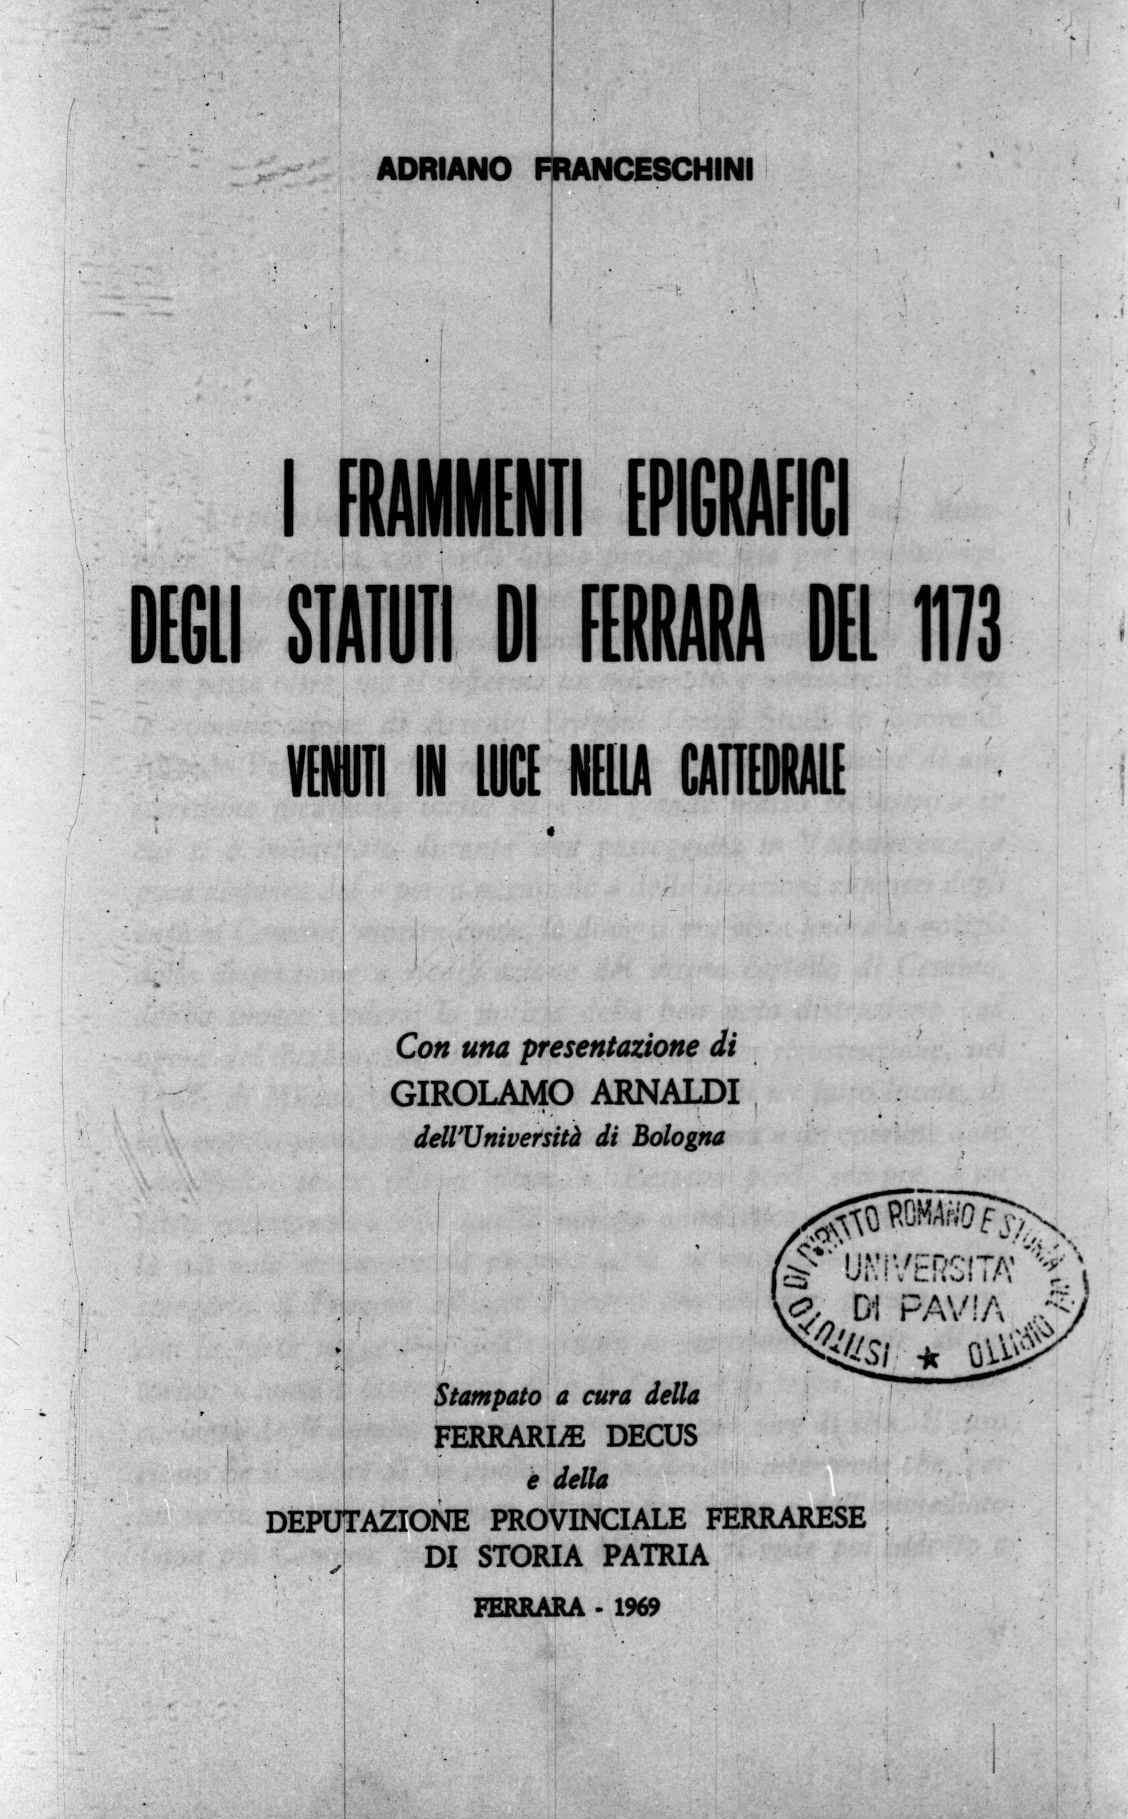 ADRIANO FRANCESCHINI
I FRAMMENTI EPIGRAFICI
DEGLI STATUTI DI FERRARA DEL 1173
VENUTI IN LUCE NELLA CATTEDRALE
Con una presentazione di
GIROLAMO ARNALDI
dell'Università di Bologna
ISTITUTO DI DIRITTO ROMANO E STORIA DEL DIRITTO
UNIVERSITA'
DI PAVIA
★
Stampato a cura della
FERRARIÆ DECUS
e della
DEPUTAZIONE PROVINCIALE FERRARESE
DI STORIA PATRIA
FERRARA - 1969